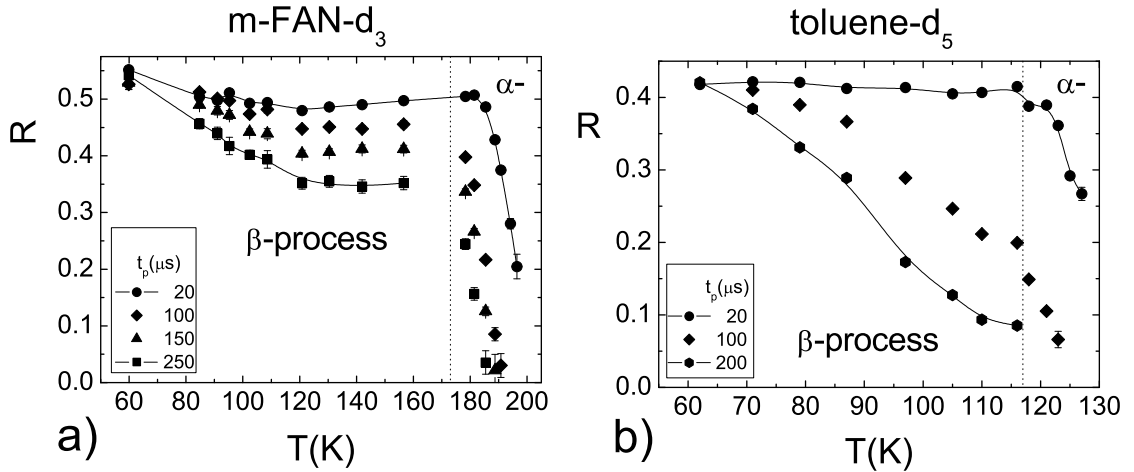 m-FAN-d₃
R
0.5
0.4
0.3
0.2
0.1
0.0
α-
β-process
tₚ(μs)
20
100
150
250
60 80 100 120 140 160 180 200
a)
T(K)
toluene-d₅
R
0.4
0.3
0.2
0.1
0.0
α-
β-process
tₚ(μs)
20
100
200
60 70 80 90 100 110 120 130
b)
T(K)